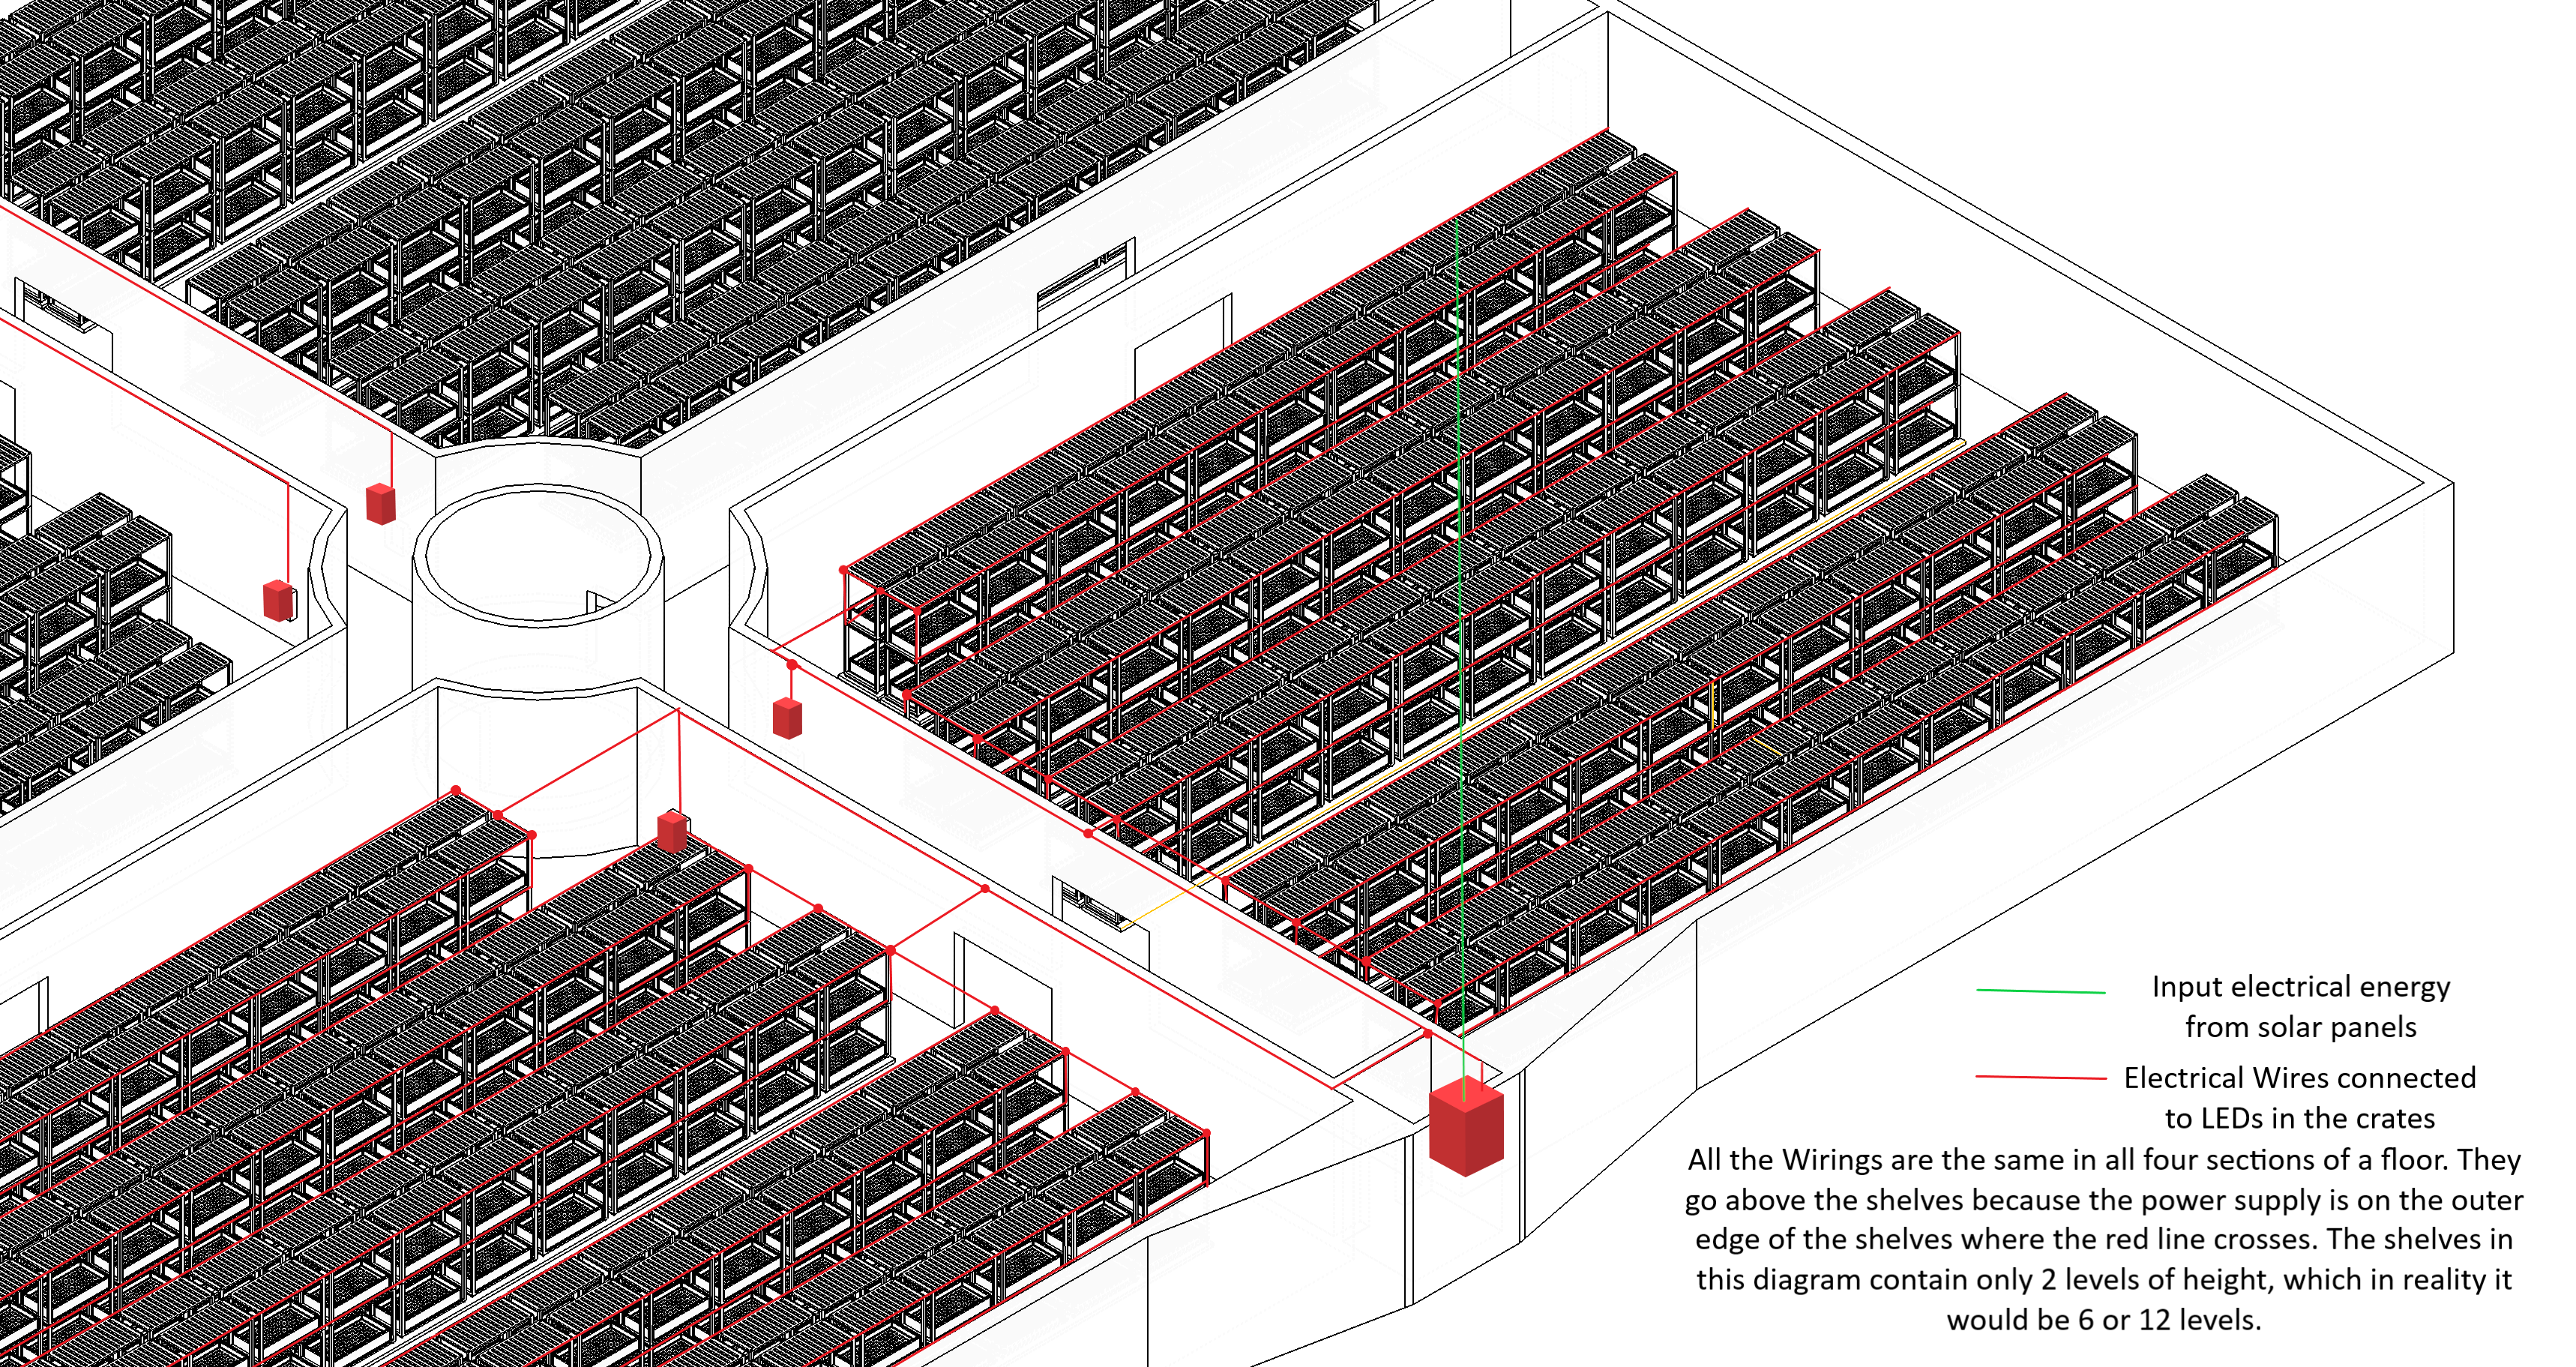 Input electrical energy
from solar panels
Electrical Wires connected
to LEDs in the crates
All the Wirings are the same in all four sections of a floor. They
go above the shelves because the power supply is on the outer
edge of the shelves where the red line crosses. The shelves in
this diagram contain only 2 levels of height, which in reality it
would be 6 or 12 levels.